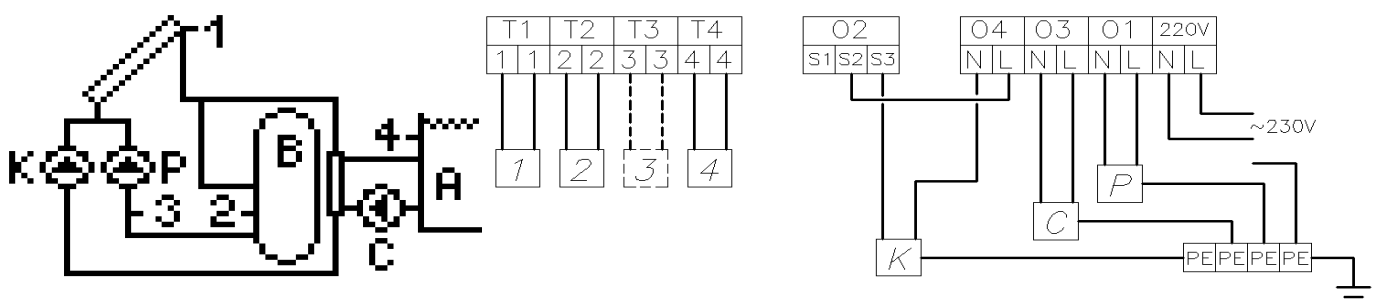 1
K P 3 2 B 4 A C
T1 T2 T3 T4
1 1 2 2 3 3 4 4
1 2 3 4
O2 O4 O3 O1 220V
S1 S2 S3 N L N L N L N L
~230V
P
C
K
PE PE PE PE